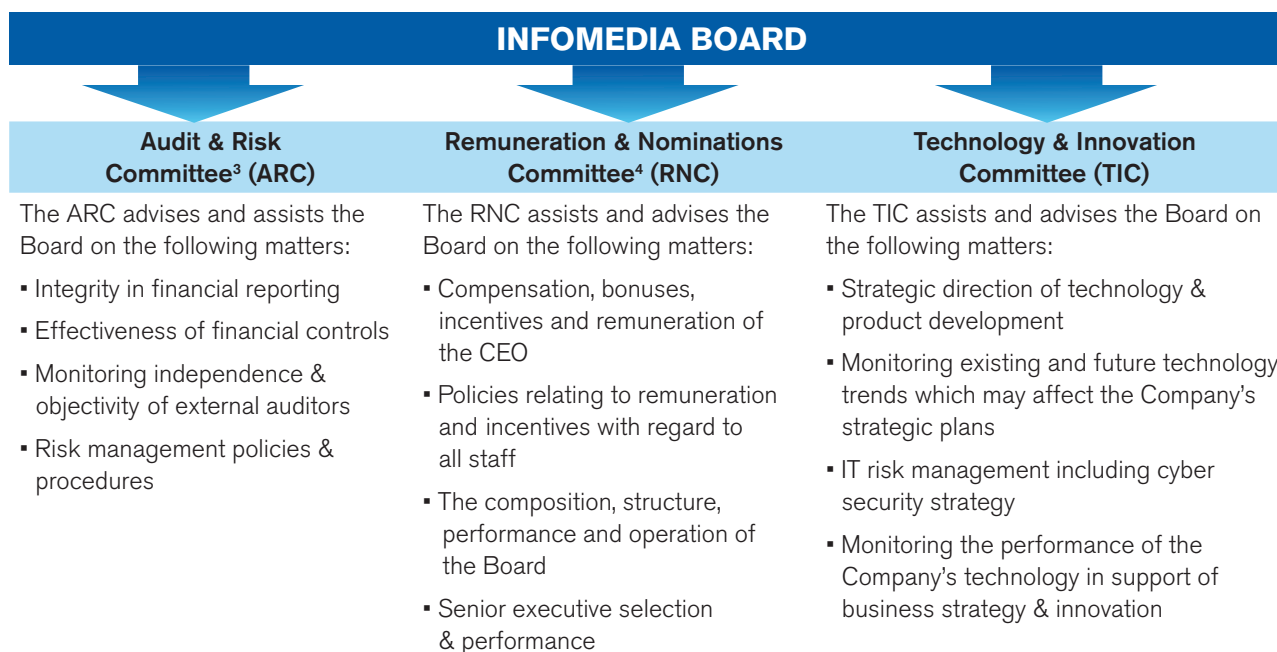 INFOMEDIA BOARD
Audit & Risk
Committee³ (ARC)
The ARC advises and assists the
Board on the following matters:
▪ Integrity in financial reporting
▪ Effectiveness of financial controls
▪ Monitoring independence &
objectivity of external auditors
▪ Risk management policies &
procedures
Remuneration & Nominations
Committee⁴ (RNC)
The RNC assists and advises the
Board on the following matters:
▪ Compensation, bonuses,
incentives and remuneration of
the CEO
▪ Policies relating to remuneration
and incentives with regard to
all staff
▪ The composition, structure,
performance and operation of
the Board
▪ Senior executive selection
& performance
Technology & Innovation
Committee (TIC)
The TIC assists and advises the Board on
the following matters:
▪ Strategic direction of technology &
product development
▪ Monitoring existing and future technology
trends which may affect the Company’s
strategic plans
▪ IT risk management including cyber
security strategy
▪ Monitoring the performance of the
Company’s technology in support of
business strategy & innovation